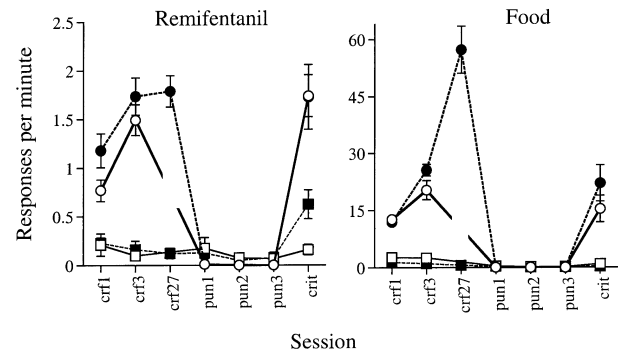 Remifentanil
Food
Responses per minute
2.5
2
1.5
1
0.5
0
crf1
crf3
crf27
pun1
pun2
pun3
crit
60
45
30
15
0
crf1
crf3
crf27
pun1
pun2
pun3
crit
Session